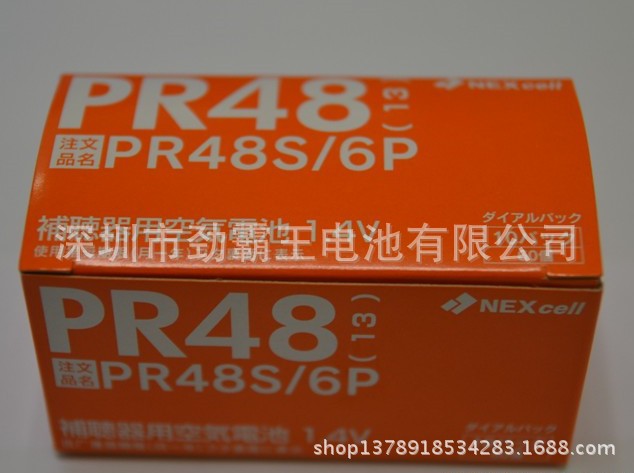 PR48
(13)
NEXcell
注文
品名
PR48S/6P
補聴器用空気電池 1.4V
ダイアルパック
深圳市劲霸王电池有限公司
PR48
(13)
NEXcell
注文
品名
PR48S/6P
補聴器用空気電池 1.4V
ダイアルパック
shop1378918534283.1688.com